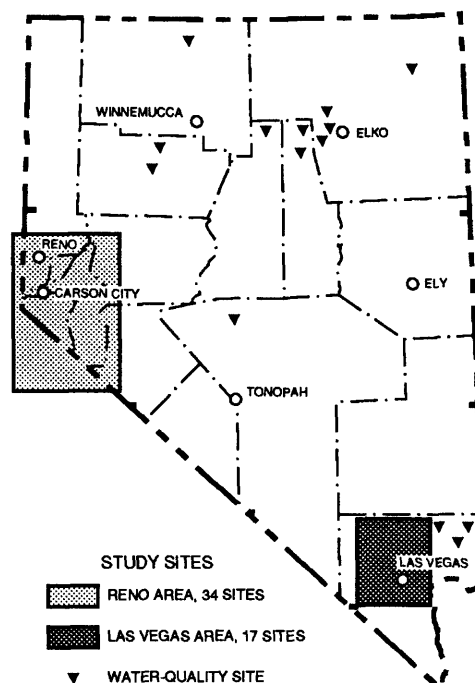 WINNEMUCCA
ELKO
RENO
CARSON CITY
ELY
TONOPAH
LAS VEGAS
STUDY SITES
RENO AREA, 34 SITES
LAS VEGAS AREA, 17 SITES
WATER-QUALITY SITE